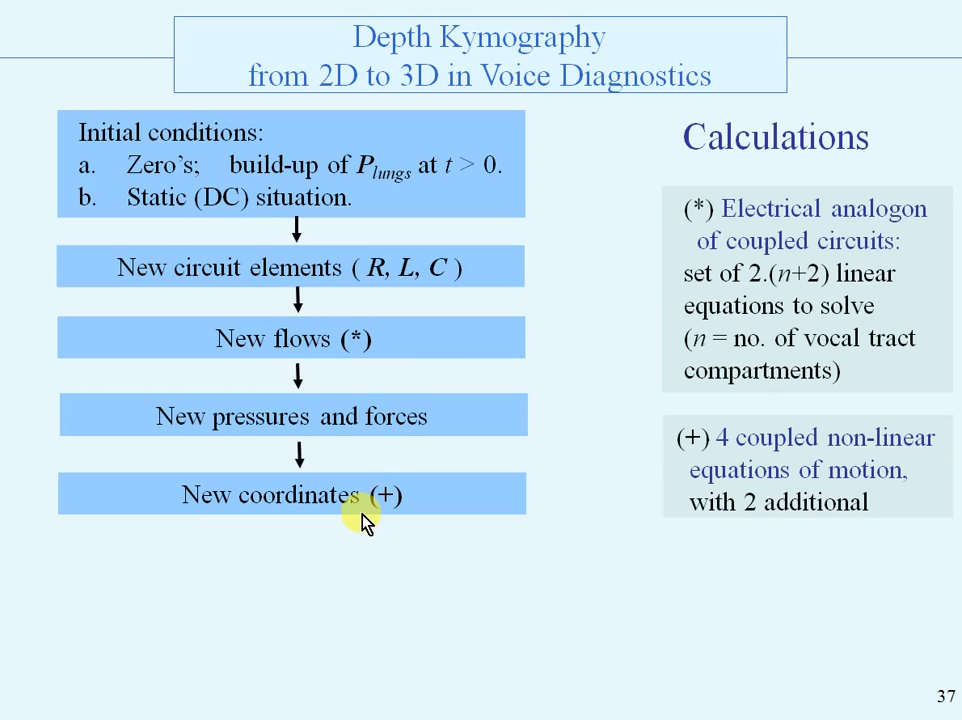 Depth Kymography
from 2D to 3D in Voice Diagnostics
Initial conditions:
a. Zero's; build-up of Plungs at t > 0.
b. Static (DC) situation.
New circuit elements ( R, L, C )
New flows (*)
New pressures and forces
New coordinates (+)
Calculations
(*) Electrical analogon
of coupled circuits:
set of 2.(n+2) linear
equations to solve
(n = no. of vocal tract
compartments)
(+) 4 coupled non-linear
equations of motion,
with 2 additional
37